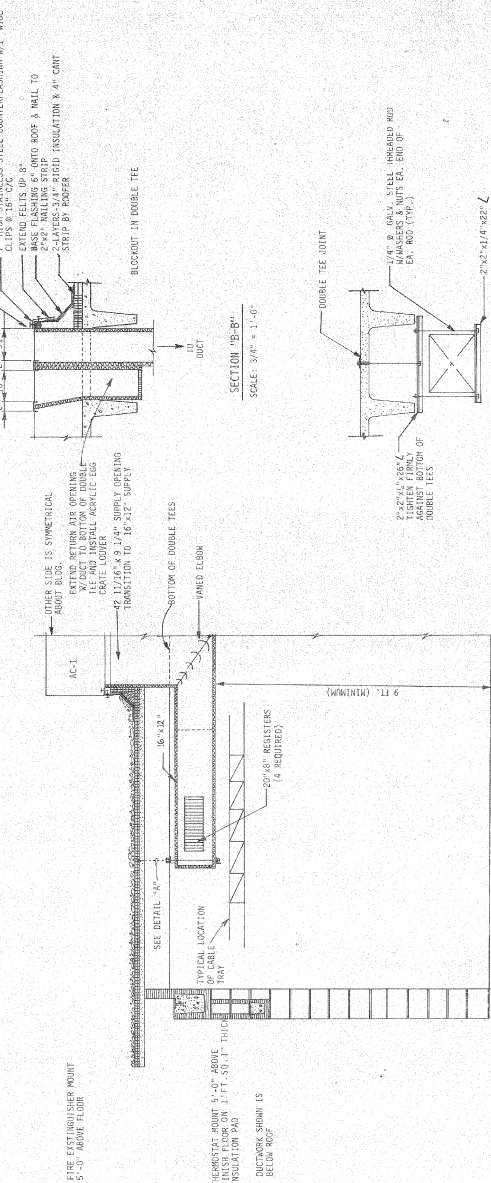 CLIPS @ 16" C/C
EXTEND FELTS UP 8"
BASE FLASHING 6" ONTO ROOF & NAIL TO
2"x2" NAILING STRIP
2-LAYERS-3/4" RIGID INSULATION & 4" CANT
STRIP BY ROOFER
BLOCKOUT IN DOUBLE TEE
TO
DUCT
SECTION "B-B"
SCALE: 3/4" = 1'-0"
DOUBLE TEE JOINT
1/4" Ø GALV. STEEL THREADED ROD
W/WASHERS & NUTS EA. END OF
EA. ROD (TYP.)
2"x2"x1/4"x22" ∠
2"x2"x¼"x26" ∠
TIGHTEN FIRMLY
AGAINST BOTTOM OF
DOUBLE TEES
OTHER SIDE IS SYMMETRICAL
ABOUT BLDG.
EXTEND RETURN AIR OPENING
W/DUCT TO BOTTOM OF DOUBLE
TEE AND INSTALL ACRYLIC EGG
CRATE LOUVER
42 11/16" x 9 1/4" SUPPLY OPENING
TRANSITION TO 16"x12" SUPPLY
BOTTOM OF DOUBLE TEES
VANED ELBOW
AC-1
16"x12"
9 FT. (MINIMUM)
20"x8" REGISTERS
(4 REQUIRED)
SEE DETAIL "A"
TYPICAL LOCATION
OF CABLE
TRAY
FIRE EXSTINGUISHER MOUNT
5'-0" ABOVE FLOOR
HERMOSTAT MOUNT 5'-0" ABOVE
INISH FLOOR ON 1 FT.SQ.1" THICK
NSULATION PAD
DUCTWORK SHOWN IS
BELOW ROOF